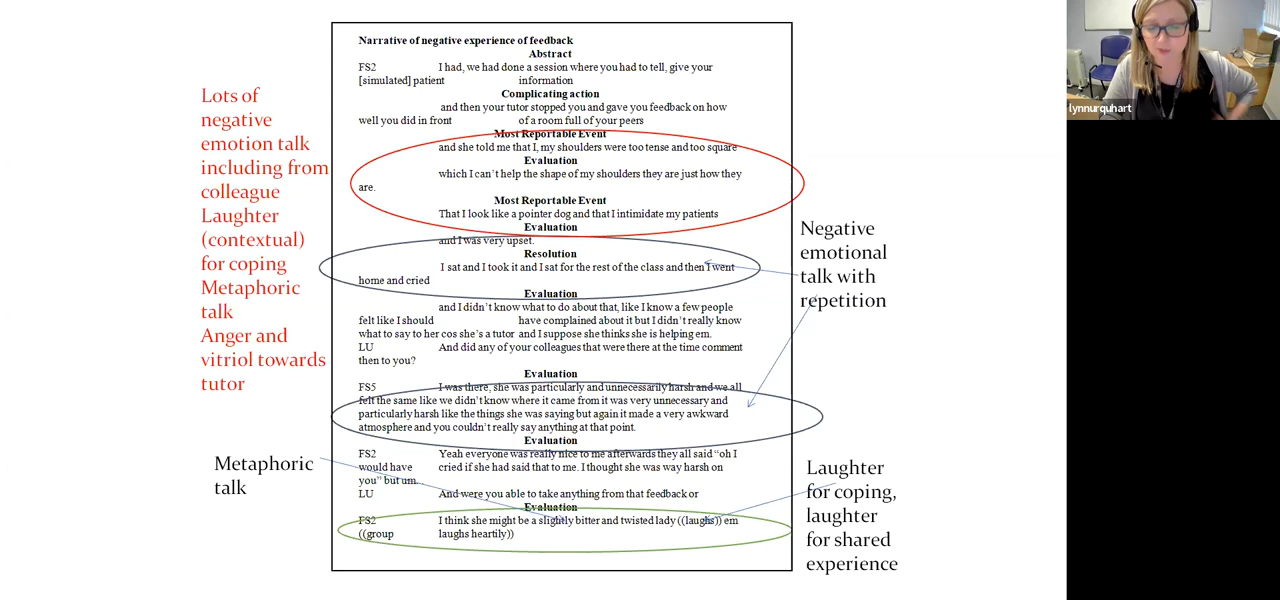 Narrative of negative experience of feedback
Abstract
FS2 I had, we had done a session where you had to tell, give your
[simulated] patient information
Complicating action
and then your tutor stopped you and gave you feedback on how
well you did in front of a room full of your peers
Most Reportable Event
and she told me that I, my shoulders were too tense and too square
Evaluation
which I can't help the shape of my shoulders they are just how they
are.
Most Reportable Event
That I look like a pointer dog and that I intimidate my patients
Evaluation
and I was very upset.
Resolution
I sat and I took it and I sat for the rest of the class and then I went
home and cried
Evaluation
and I didn't know what to do about that, like I know a few people
felt like I should have complained about it but I didn't really know
what to say to her cos she's a tutor and I suppose she thinks she is helping em.
LU And did any of your colleagues that were there at the time comment
then to you?
Evaluation
FS5 I was there, she was particularly and unnecessarily harsh and we all
felt the same like we didn't know where it came from it was very unnecessary and
particularly harsh like the things she was saying but again it made a very awkward
atmosphere and you couldn't really say anything at that point.
Evaluation
FS2 Yeah everyone was really nice to me afterwards they all said "oh I
would have cried if she had said that to me. I thought she was way harsh on
you" but um..
LU And were you able to take anything from that feedback or
Evaluation
FS2 I think she might be a slightly bitter and twisted lady ((laughs)) em
((group laughs heartily))
Lots of
negative
emotion talk
including from
colleague
Laughter
(contextual)
for coping
Metaphoric
talk
Anger and
vitriol towards
tutor
Metaphoric
talk
Negative
emotional
talk with
repetition
Laughter
for coping,
laughter
for shared
experience
lynnurquhart